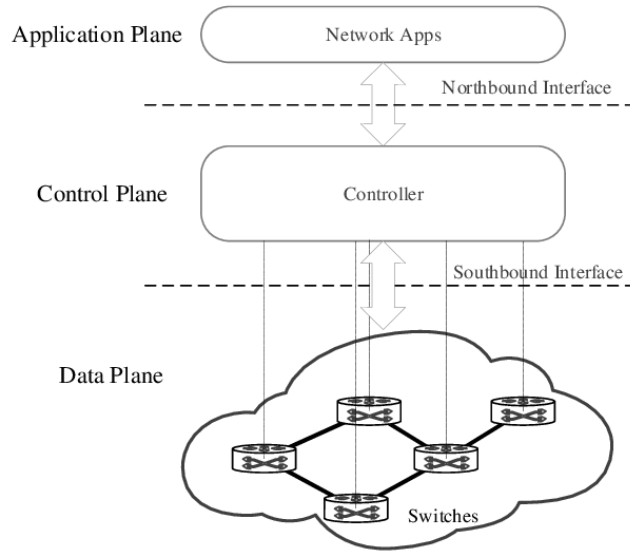 Application Plane
Network Apps
Northbound Interface
Control Plane
Controller
Southbound Interface
Data Plane
Switches